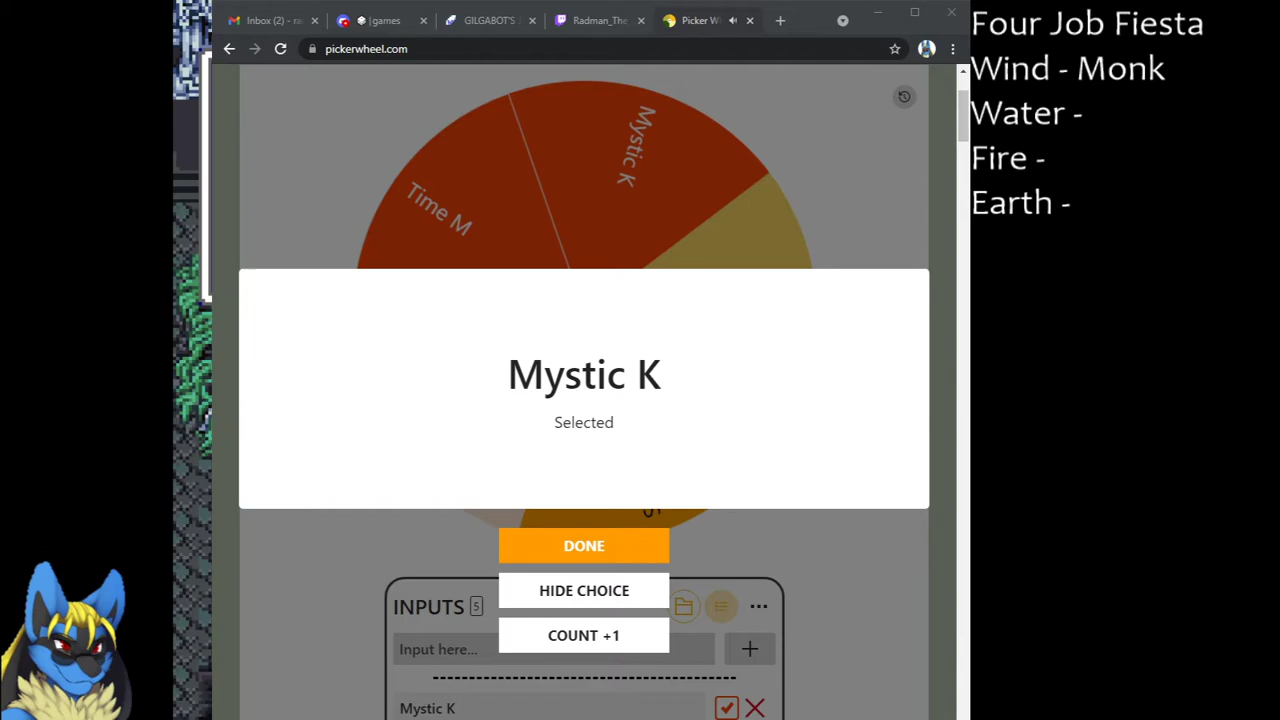 Inbox (2) - ra
|games
GILGABOT'S
Radman_The
Picker W
pickerwheel.com
Four Job Fiesta
Wind - Monk
Water -
Fire -
Earth -
Mystic K
Time M
Mystic K
Selected
S
DONE
HIDE CHOICE
COUNT +1
INPUTS 5
Input here...
Mystic K